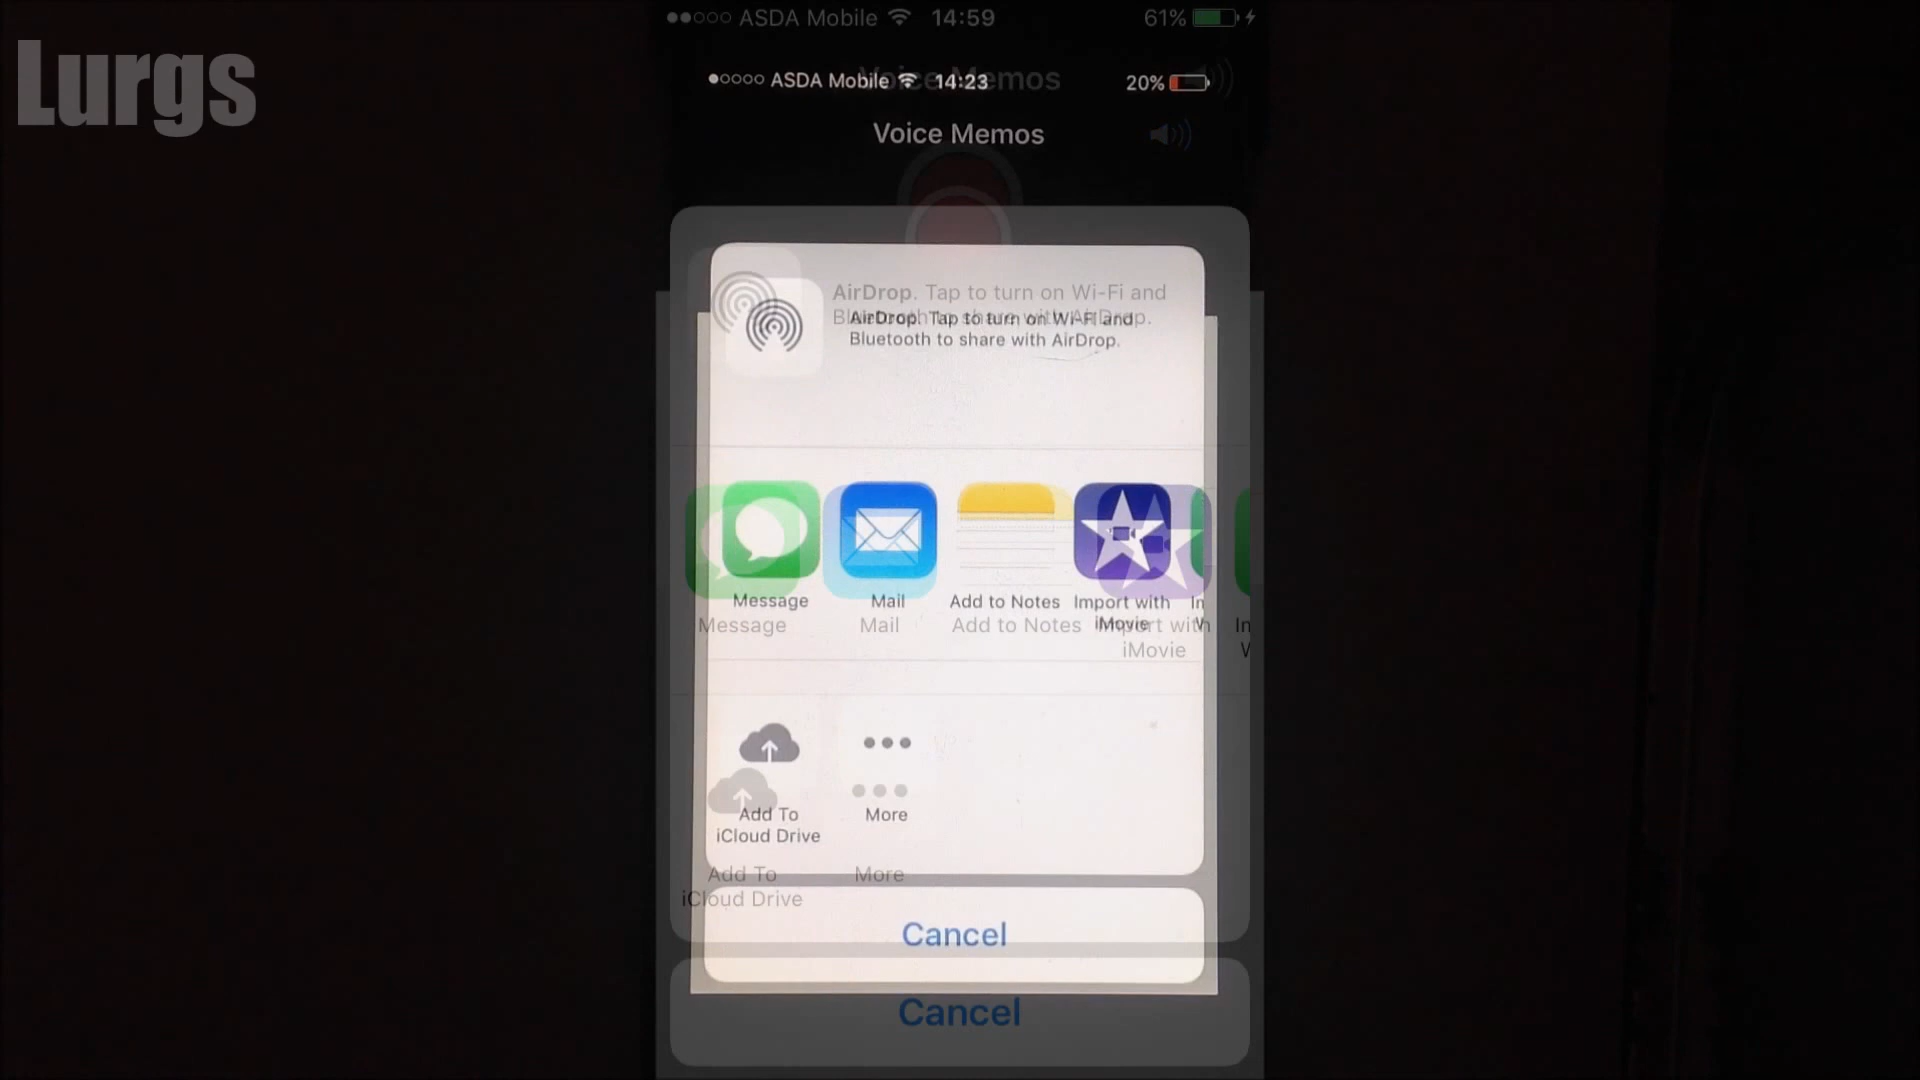 Lurgs
ASDA Mobile 14:59 61%
Voice Memos
ASDA Mobile 14:23 20%
Voice Memos
AirDrop. Tap to turn on Wi-Fi and
Bluetooth to share with AirDrop.
AirDrop. Tap to turn on Wi-Fi and
Bluetooth to share with AirDrop.
Message Mail Add to Notes Import with
iMovie
In
W
Message Mail Add to Notes Import with
iMovie
In
W
Add To
iCloud Drive
More
Add To
iCloud Drive
More
Cancel
Cancel